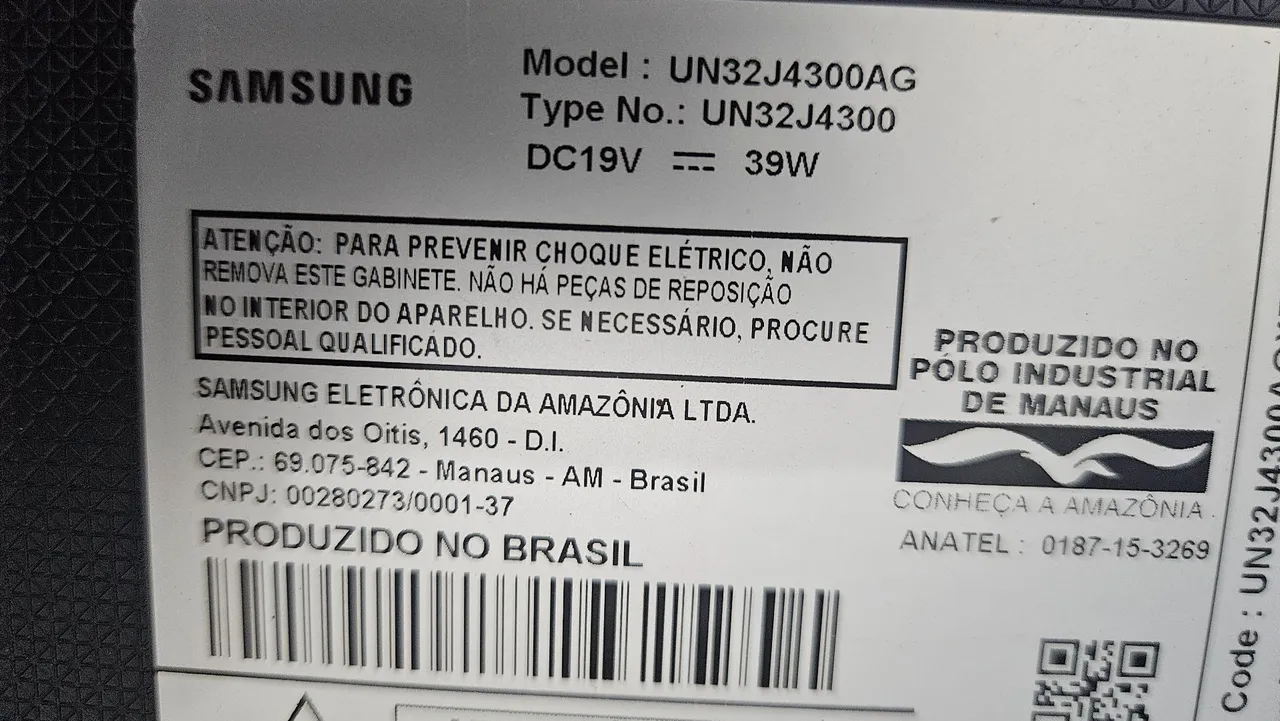 SAMSUNG
Model : UN32J4300AG
Type No.: UN32J4300
DC19V 39W
ATENÇÃO: PARA PREVENIR CHOQUE ELÉTRICO, NÃO
REMOVA ESTE GABINETE. NÃO HÁ PEÇAS DE REPOSIÇÃO
NO INTERIOR DO APARELHO. SE NECESSÁRIO, PROCURE
PESSOAL QUALIFICADO.
SAMSUNG ELETRÔNICA DA AMAZÔNIA LTDA.
Avenida dos Oitis, 1460 - D.I.
CEP.: 69.075-842 - Manaus - AM - Brasil
CNPJ: 00280273/0001-37
PRODUZIDO NO BRASIL
PRODUZIDO NO
PÓLO INDUSTRIAL
DE MANAUS
CONHEÇA A AMAZÔNIA.
ANATEL : 0187-15-3269
Code : UN32J4300AG